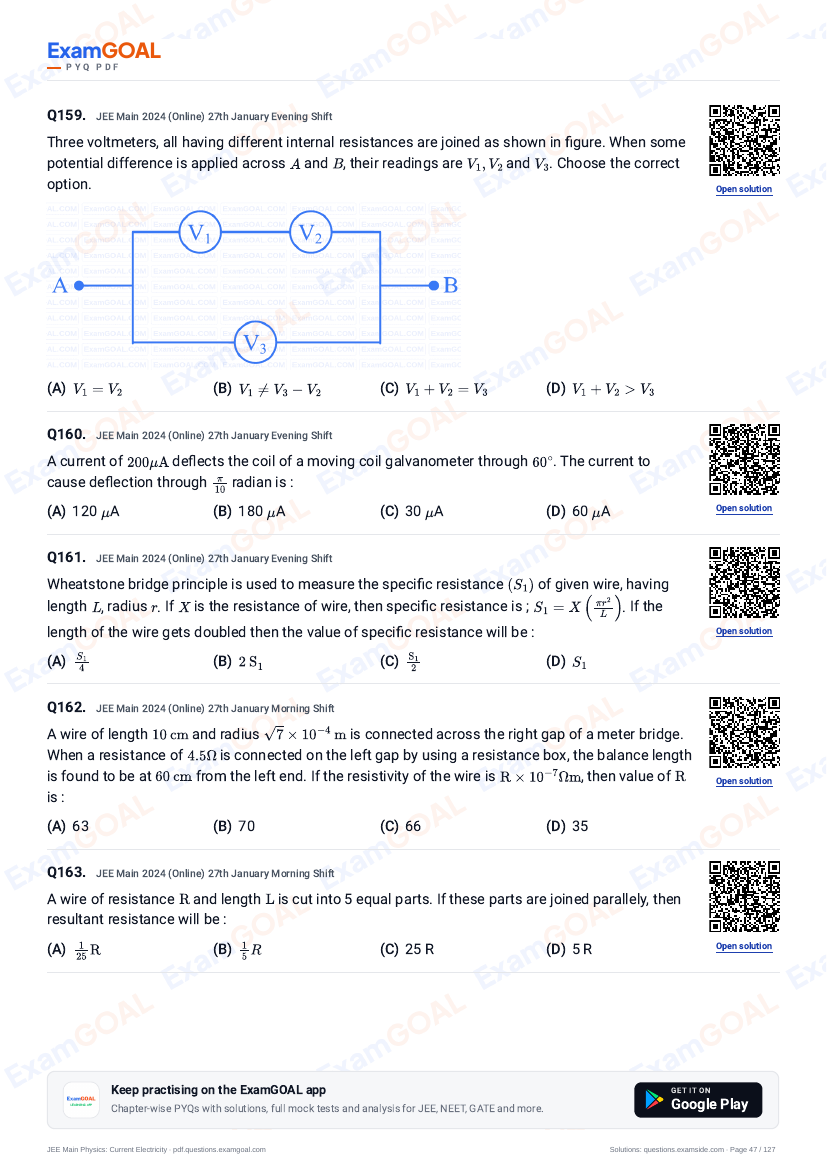 ExamGOAL
PYQ PDF
Q159. JEE Main 2024 (Online) 27th January Evening Shift
Three voltmeters, all having different internal resistances are joined as shown in figure. When some
potential difference is applied across A and B, their readings are V₁, V₂ and V₃. Choose the correct
option.
Open solution
V₁ V₂
A B
V₃
(A) V₁ = V₂ (B) V₁ ≠ V₃ − V₂ (C) V₁ + V₂ = V₃ (D) V₁ + V₂ > V₃
Q160. JEE Main 2024 (Online) 27th January Evening Shift
A current of 200μA deflects the coil of a moving coil galvanometer through 60°. The current to
cause deflection through π/10 radian is :
(A) 120 μA (B) 180 μA (C) 30 μA (D) 60 μA
Open solution
Q161. JEE Main 2024 (Online) 27th January Evening Shift
Wheatstone bridge principle is used to measure the specific resistance (S₁) of given wire, having
length L, radius r. If X is the resistance of wire, then specific resistance is ; S₁ = X(πr²/L). If the
length of the wire gets doubled then the value of specific resistance will be :
Open solution
(A) S₁/4 (B) 2 S₁ (C) S₁/2 (D) S₁
Q162. JEE Main 2024 (Online) 27th January Morning Shift
A wire of length 10 cm and radius √7 × 10⁻⁴ m is connected across the right gap of a meter bridge.
When a resistance of 4.5Ω is connected on the left gap by using a resistance box, the balance length
is found to be at 60 cm from the left end. If the resistivity of the wire is R × 10⁻⁷Ωm, then value of R
is :
Open solution
(A) 63 (B) 70 (C) 66 (D) 35
Q163. JEE Main 2024 (Online) 27th January Morning Shift
A wire of resistance R and length L is cut into 5 equal parts. If these parts are joined parallely, then
resultant resistance will be :
(A) 1/25 R (B) 1/5 R (C) 25 R (D) 5 R
Open solution
ExamGOAL
Keep practising on the ExamGOAL app
Chapter-wise PYQs with solutions, full mock tests and analysis for JEE, NEET, GATE and more.
GET IT ON
Google Play
JEE Main Physics: Current Electricity · pdf.questions.examgoal.com
Solutions: questions.examside.com · Page 47 / 127